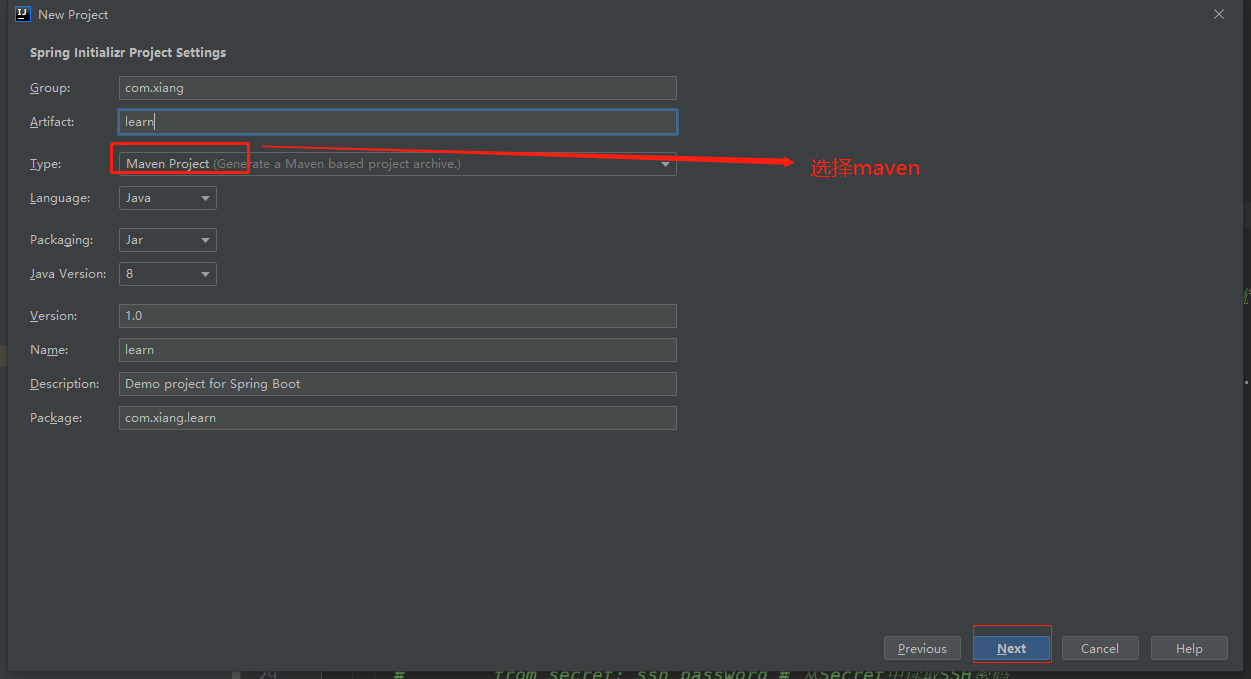 New Project
Spring Initializr Project Settings
Group: com.xiang
Artifact: learn
Type: Maven Project (Generate a Maven based project archive.)
选择maven
Language: Java
Packaging: Jar
Java Version: 8
Version: 1.0
Name: learn
Description: Demo project for Spring Boot
Package: com.xiang.learn
Previous Next Cancel Help
29 # from_secret: ssh_password # 从Secret中读取SSH密码